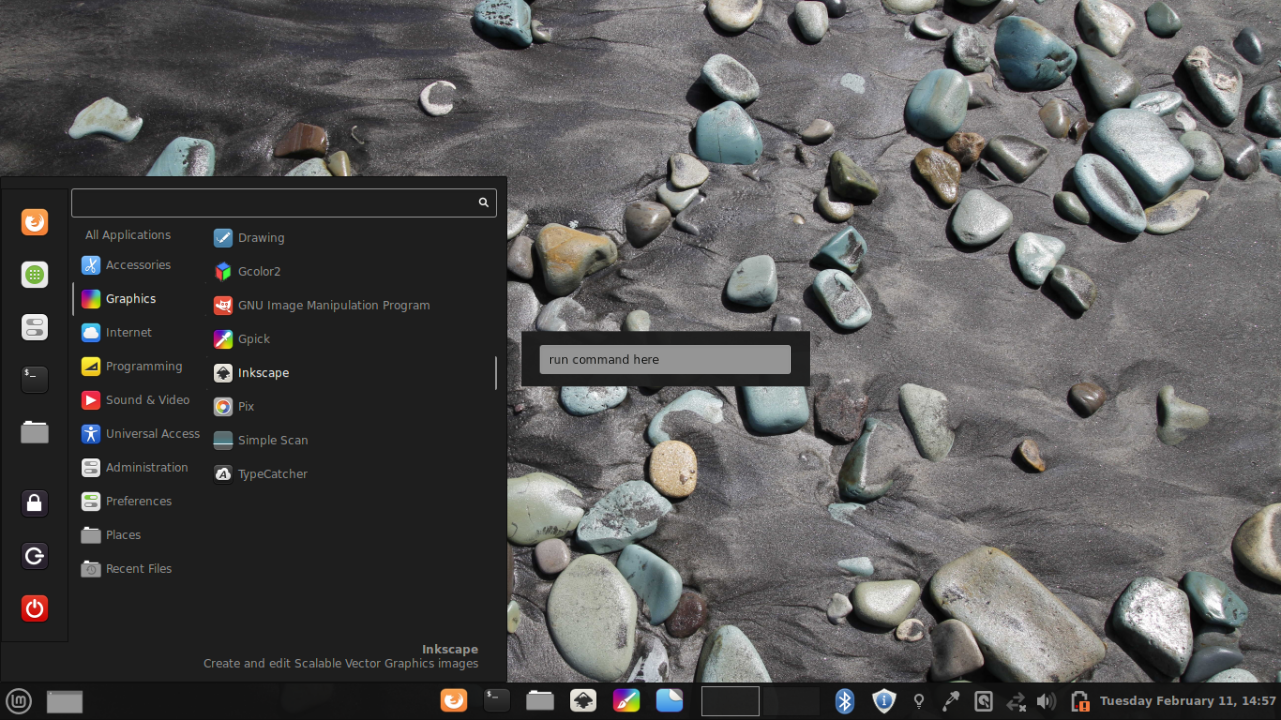 All Applications
Accessories
Graphics
Internet
Programming
Sound & Video
Universal Access
Administration
Preferences
Places
Recent Files
Drawing
Gcolor2
GNU Image Manipulation Program
Gpick
Inkscape
Pix
Simple Scan
TypeCatcher
run command here
Inkscape
Create and edit Scalable Vector Graphics images
Tuesday February 11, 14:57